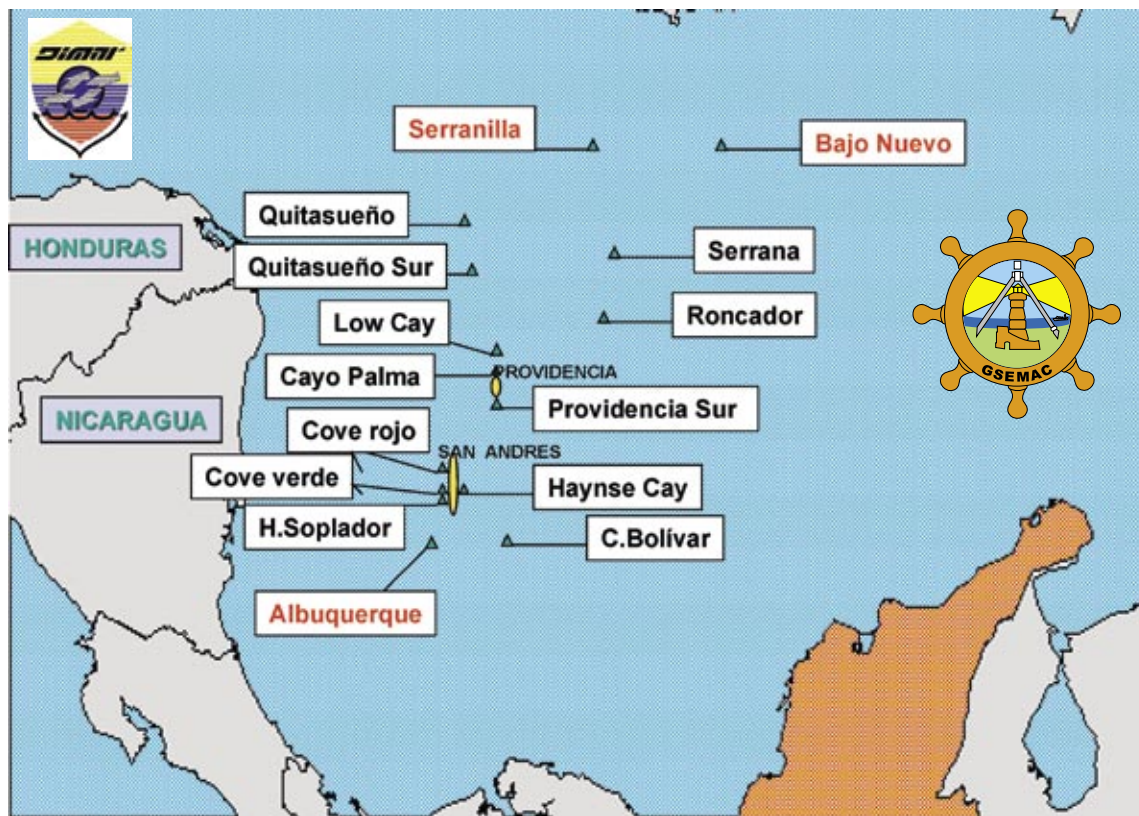 Dimar
Serranilla
Bajo Nuevo
Quitasueño
HONDURAS
Serrana
Quitasueño Sur
Low Cay
Roncador
Cayo Palma
PROVIDENCIA
NICARAGUA
Providencia Sur
Cove rojo
SAN ANDRES
Cove verde
Haynse Cay
H.Soplador
C.Bolívar
Albuquerque
GSEMAC